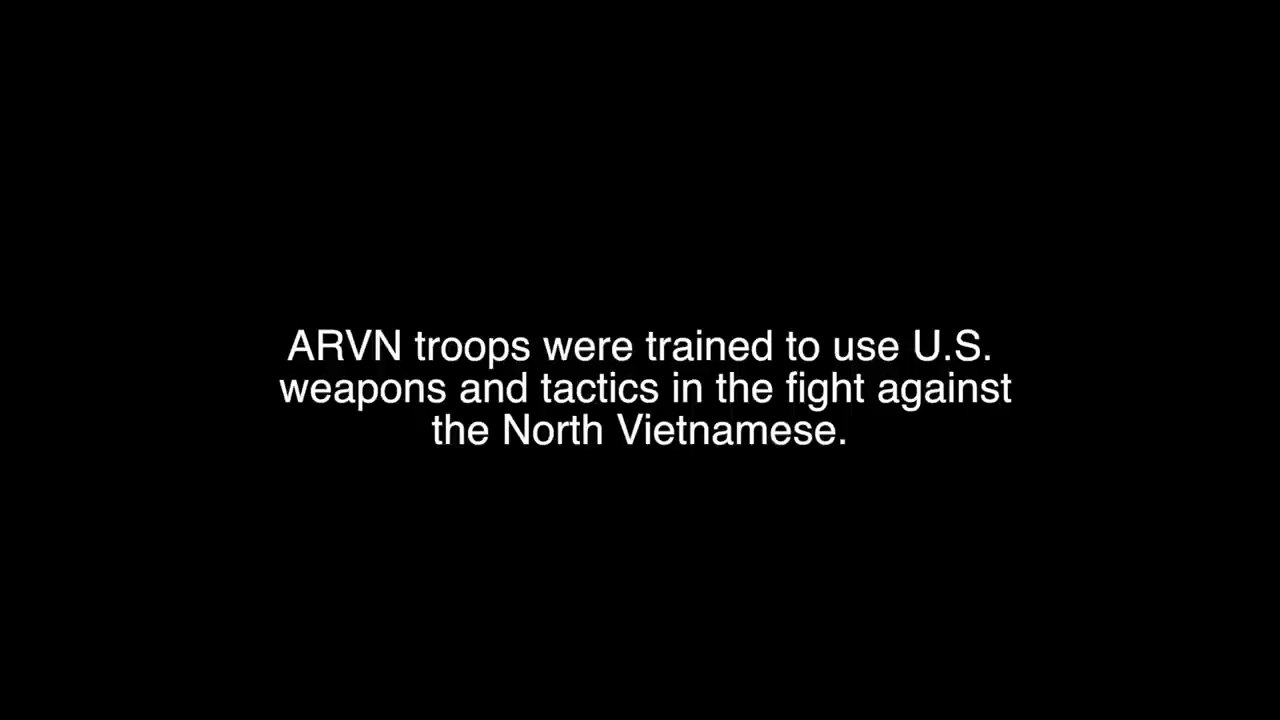 ARVN troops were trained to use U.S.
weapons and tactics in the fight against
the North Vietnamese.